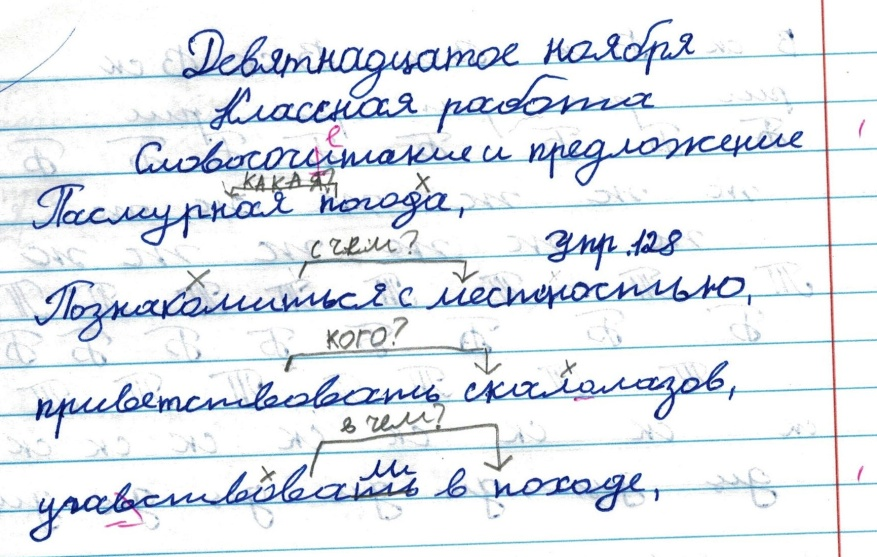 Девятнадцатое ноября
Классная работа
е
Словосочитание и предложение
КАКАЯ?
х
Пасмурная погода,
с чем?
Упр. 128
х
Познакомиться с местностью,
кого?
х
приветствовать скалолазов,
в чем?
х
ли
учавствовать в походе,